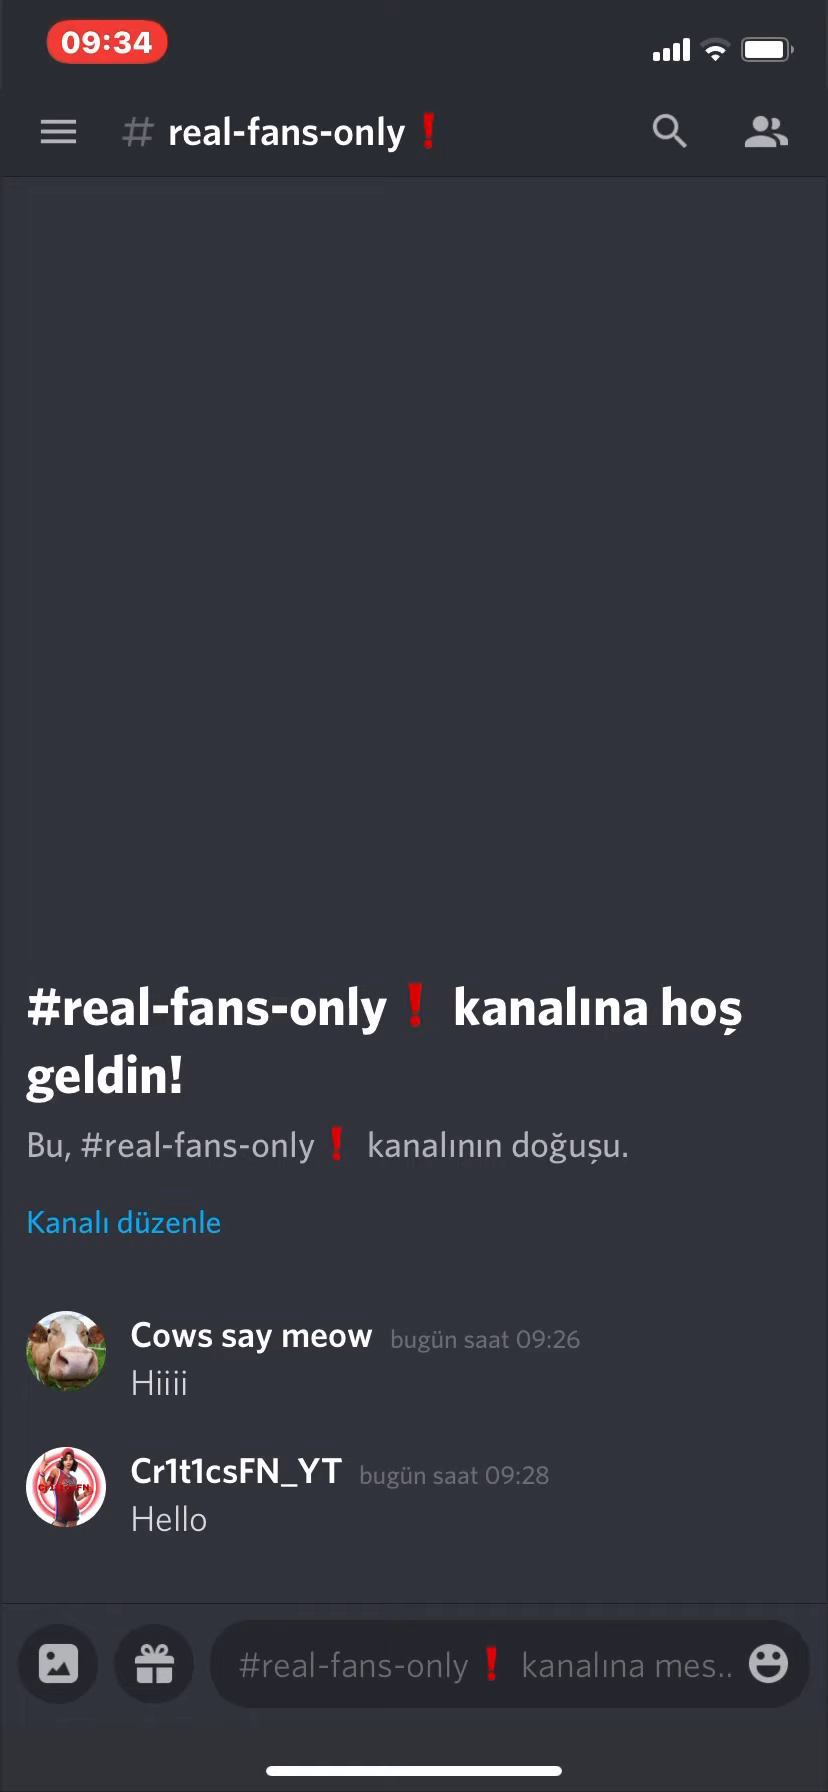 09:34
# real-fans-only❗
#real-fans-only❗ kanalına hoş
geldin!
Bu, #real-fans-only❗ kanalının doğuşu.
Kanalı düzenle
Cows say meow bugün saat 09:26
Hiiii
Cr1t1csFN_YT bugün saat 09:28
Hello
#real-fans-only❗ kanalına mes..